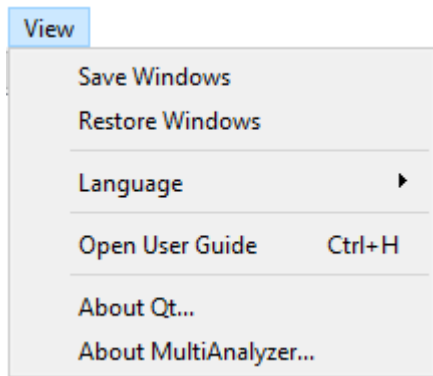 View
Save Windows
Restore Windows
Language
Open User Guide Ctrl+H
About Qt...
About MultiAnalyzer...